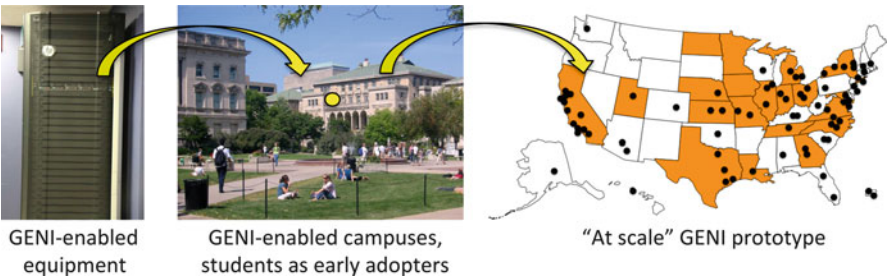 GENI-enabled
equipment
GENI-enabled campuses,
students as early adopters
“At scale” GENI prototype